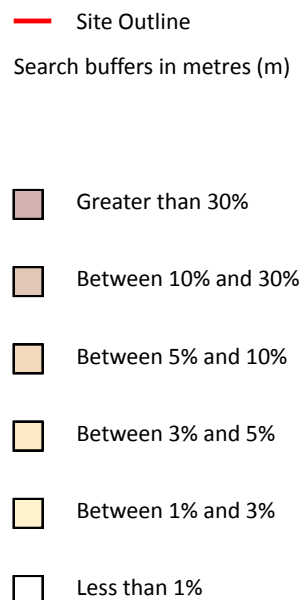 Site Outline
Search buffers in metres (m)
Greater than 30%
Between 10% and 30%
Between 5% and 10%
Between 3% and 5%
Between 1% and 3%
Less than 1%